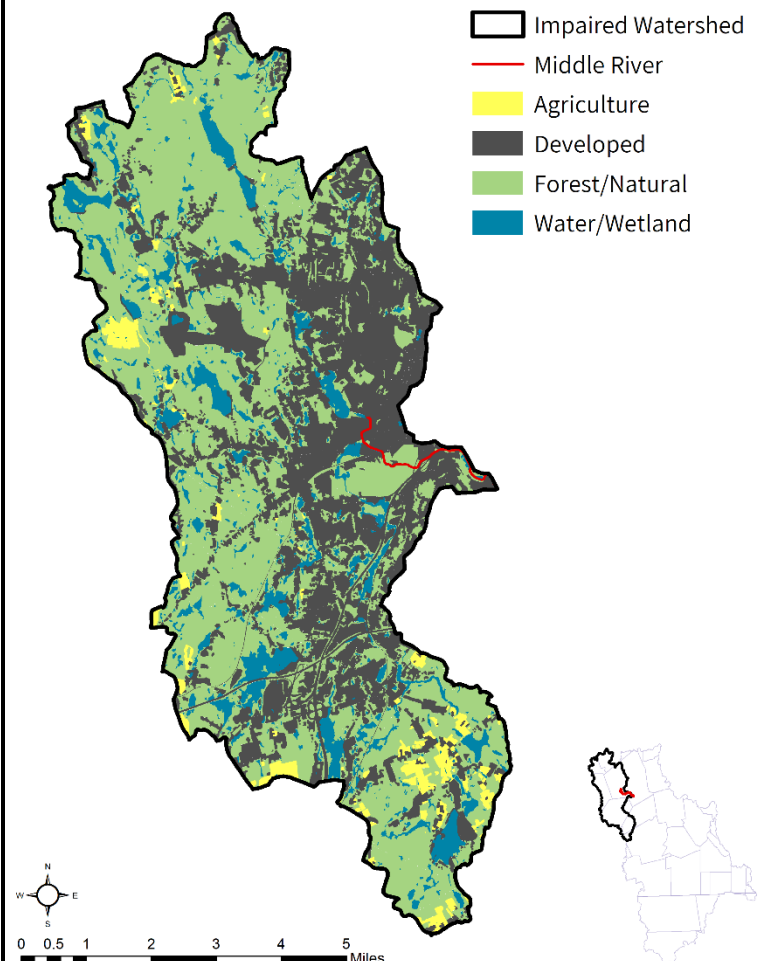 Impaired Watershed
Middle River
Agriculture
Developed
Forest/Natural
Water/Wetland
N
W E
S
0 0.5 1 2 3 4 5
Miles